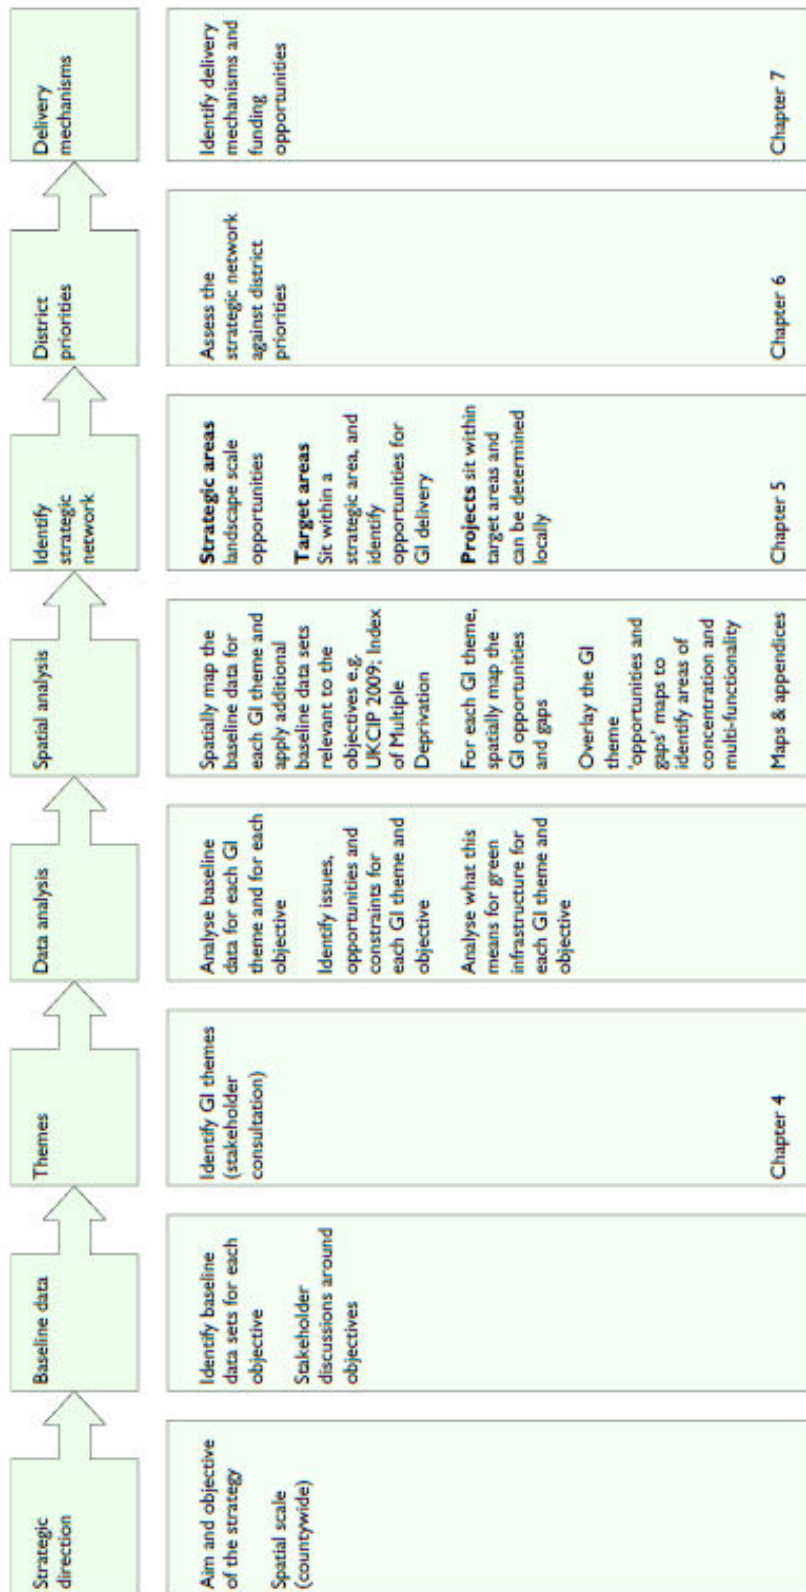 Strategic
direction
Aim and objective
of the strategy
Spatial scale
(countywide)
Baseline data
Identify baseline
data sets for each
objective
Stakeholder
discussions around
objectives
Themes
Identify GI themes
(stakeholder
consultation)
Chapter 4
Data analysis
Analyse baseline
data for each GI
theme and for each
objective
Identify issues,
opportunities and
constraints for
each GI theme and
objective
Analyse what this
means for green
infrastructure for
each GI theme and
objective
Spatial analysis
Spatially map the
baseline data for
each GI theme and
apply additional
baseline data sets
relevant to the
objectives e.g.
UKCIP 2009; Index
of Multiple
Deprivation
For each GI theme,
spatially map the
GI opportunities
and gaps
Overlay the GI
theme
'opportunities and
gaps' maps to
identify areas of
concentration and
multi-functionality
Maps & appendices
Identify
strategic
network
Strategic areas
landscape scale
opportunities
Target areas
Sit within a
strategic area, and
identify
opportunities for
GI delivery
Projects sit within
target areas and
can be determined
locally
Chapter 5
District
priorities
Assess the
strategic network
against district
priorities
Chapter 6
Delivery
mechanisms
Identify delivery
mechanisms and
funding
opportunities
Chapter 7